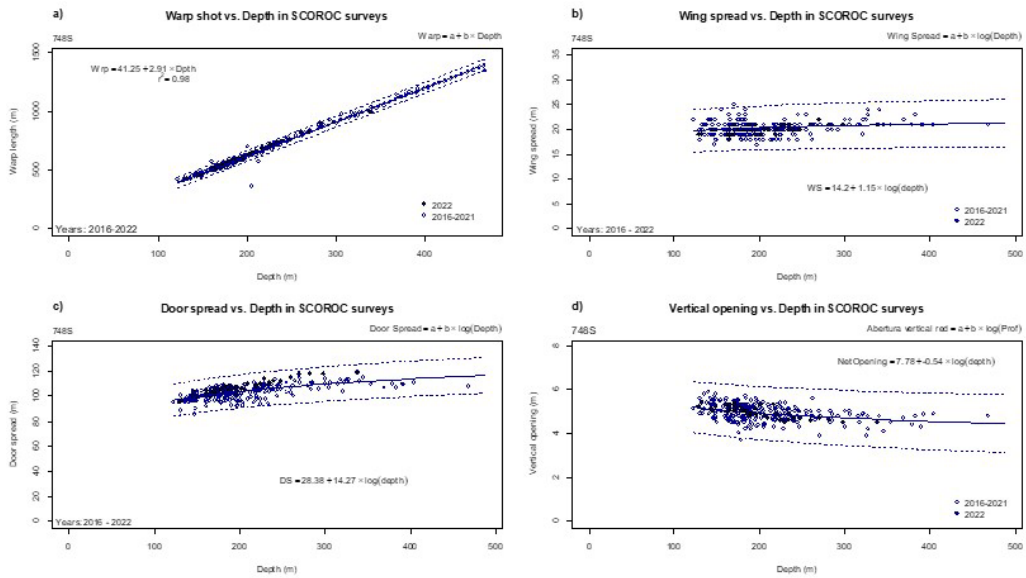 a) Warp shot vs. Depth in SCOROC surveys
748S
Warp = a + b × Depth
Wrp = 41.25 + 2.91 × Dpth
r² = 0.98
Warp length (m)
1500
1000
500
0
2022
2016-2021
Years: 2016-2022
0 100 200 300 400
Depth (m)
b) Wing spread vs. Depth in SCOROC surveys
748S
Wing Spread = a + b × log(Depth)
Wing spread (m)
35
30
25
20
15
10
5
0
WS = 14.2 + 1.15 × log(depth)
2016-2021
2022
Years: 2016 - 2022
0 100 200 300 400 500
Depth (m)
c) Door spread vs. Depth in SCOROC surveys
748S
Door Spread = a + b × log(Depth)
Door spread (m)
140
120
100
80
60
40
20
0
DS = 28.38 + 14.27 × log(depth)
Years: 2016 - 2022
0 100 200 300 400 500
Depth (m)
d) Vertical opening vs. Depth in SCOROC surveys
748S
Abertura vertical red = a + b × log(Prof)
Vertical opening (m)
8
6
4
2
0
Net Opening = 7.78 + -0.54 × log(depth)
2016-2021
2022
0 100 200 300 400 500
Depth (m)